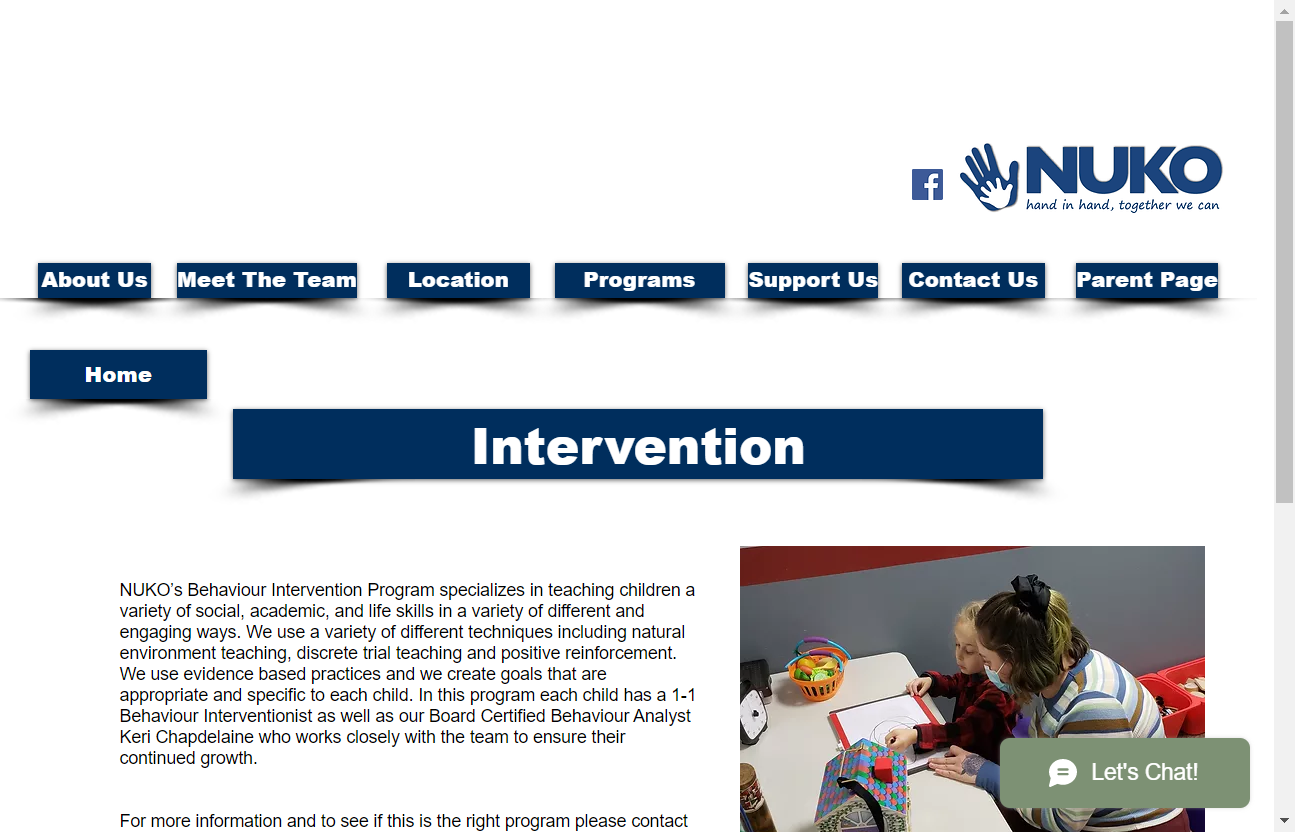 NUKO
hand in hand, together we can
About Us
Meet The Team
Location
Programs
Support Us
Contact Us
Parent Page
Home
Intervention
NUKO’s Behaviour Intervention Program specializes in teaching children a
variety of social, academic, and life skills in a variety of different and
engaging ways. We use a variety of different techniques including natural
environment teaching, discrete trial teaching and positive reinforcement.
We use evidence based practices and we create goals that are
appropriate and specific to each child. In this program each child has a 1-1
Behaviour Interventionist as well as our Board Certified Behaviour Analyst
Keri Chapdelaine who works closely with the team to ensure their
continued growth.
For more information and to see if this is the right program please contact
Let's Chat!